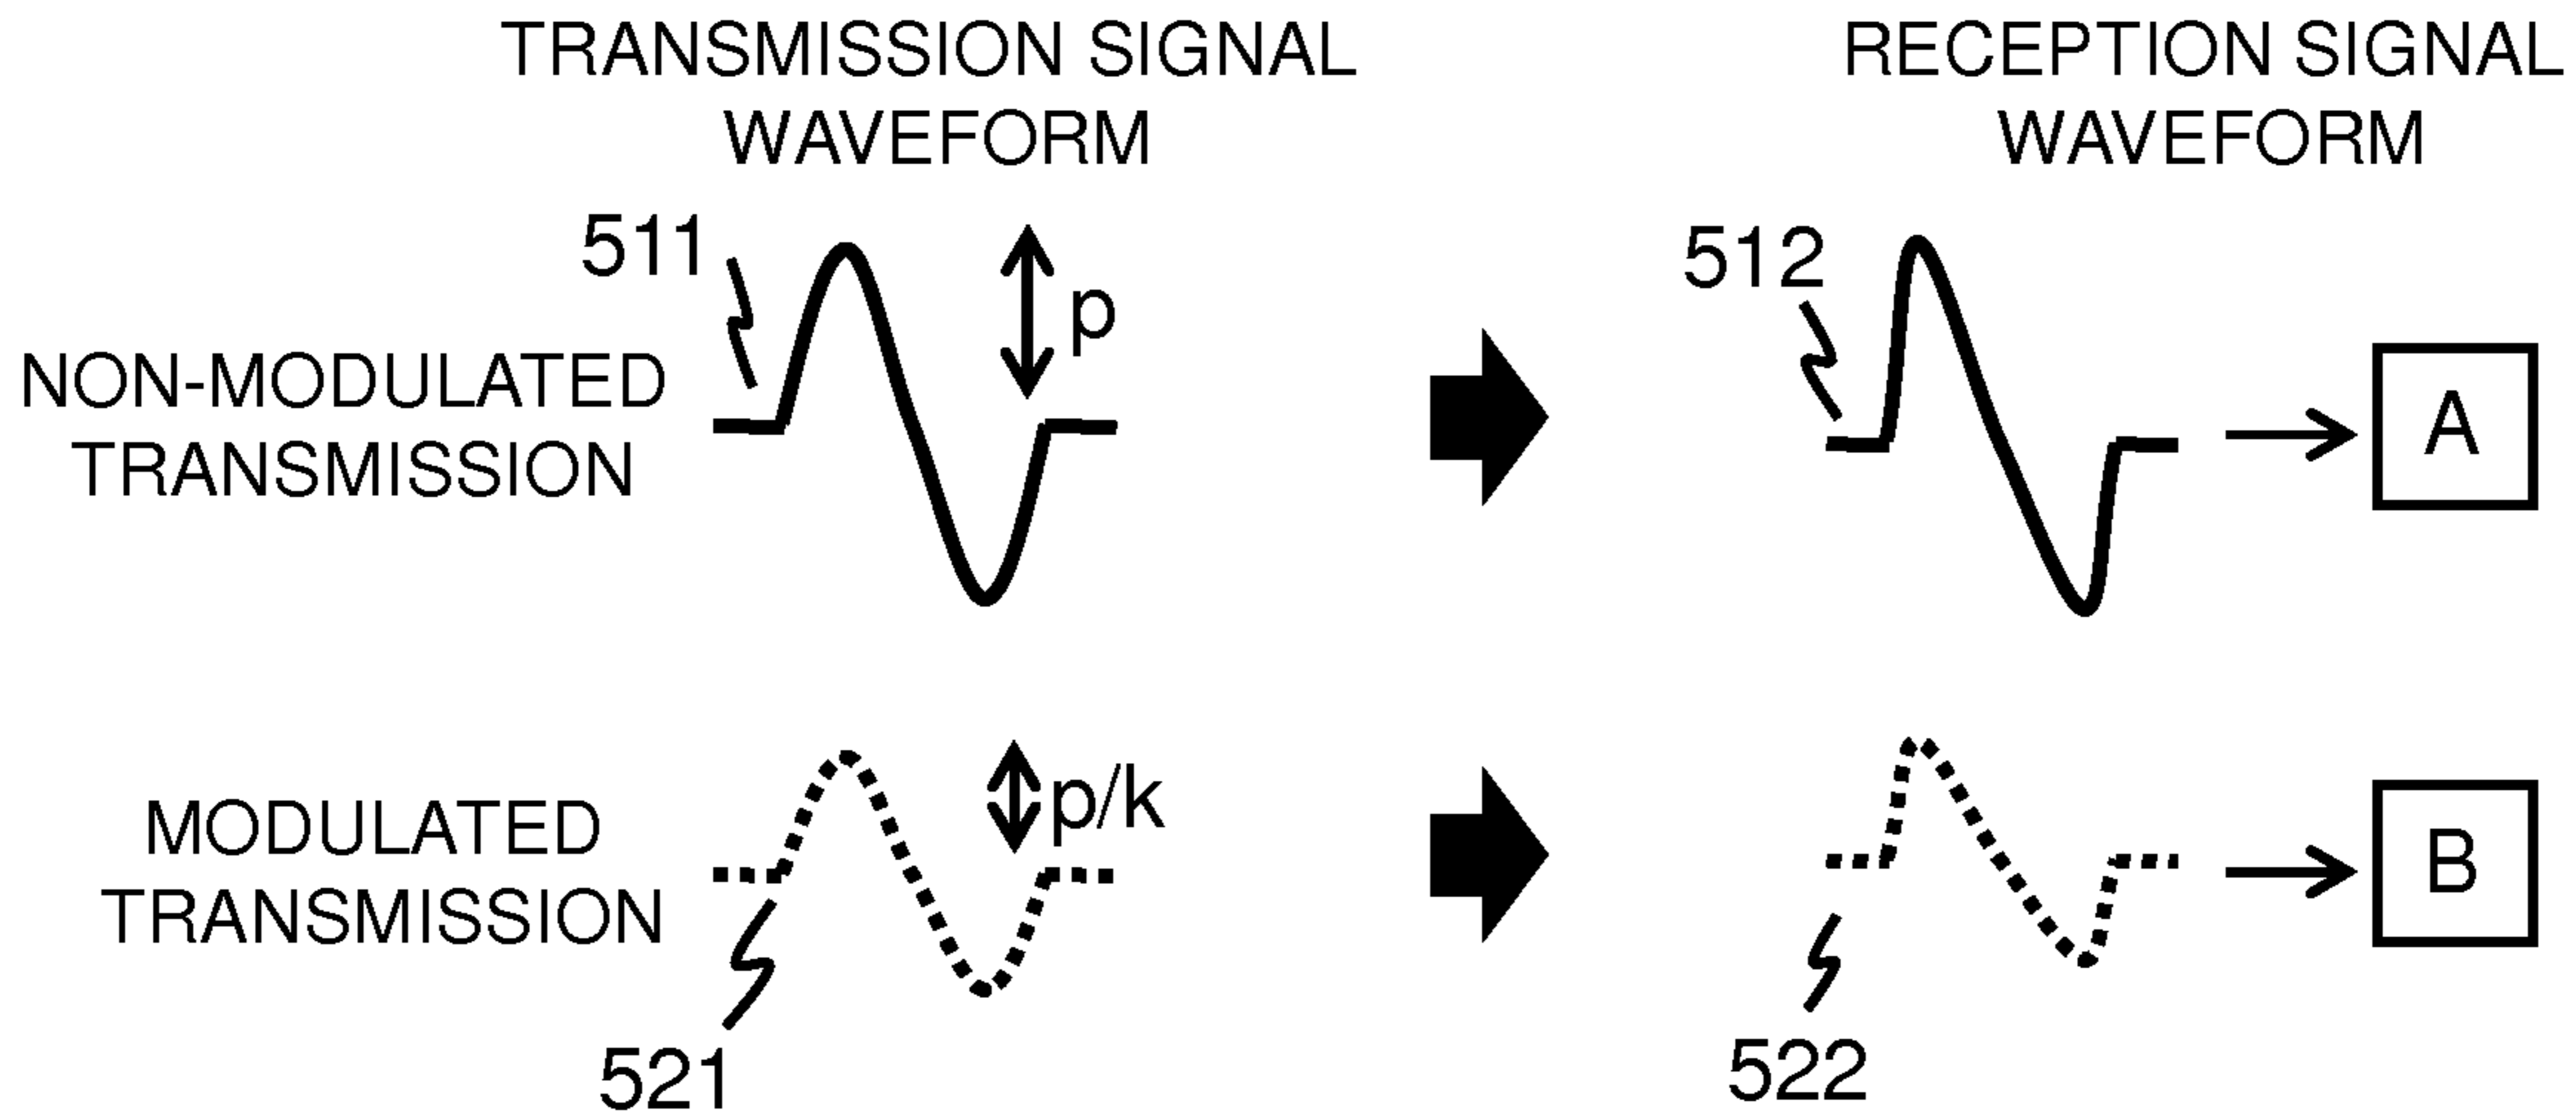 TRANSMISSION SIGNAL
WAVEFORM
RECEPTION SIGNAL
WAVEFORM
511
p
512
NON-MODULATED
TRANSMISSION
A
MODULATED
TRANSMISSION
p/k
B
521
522